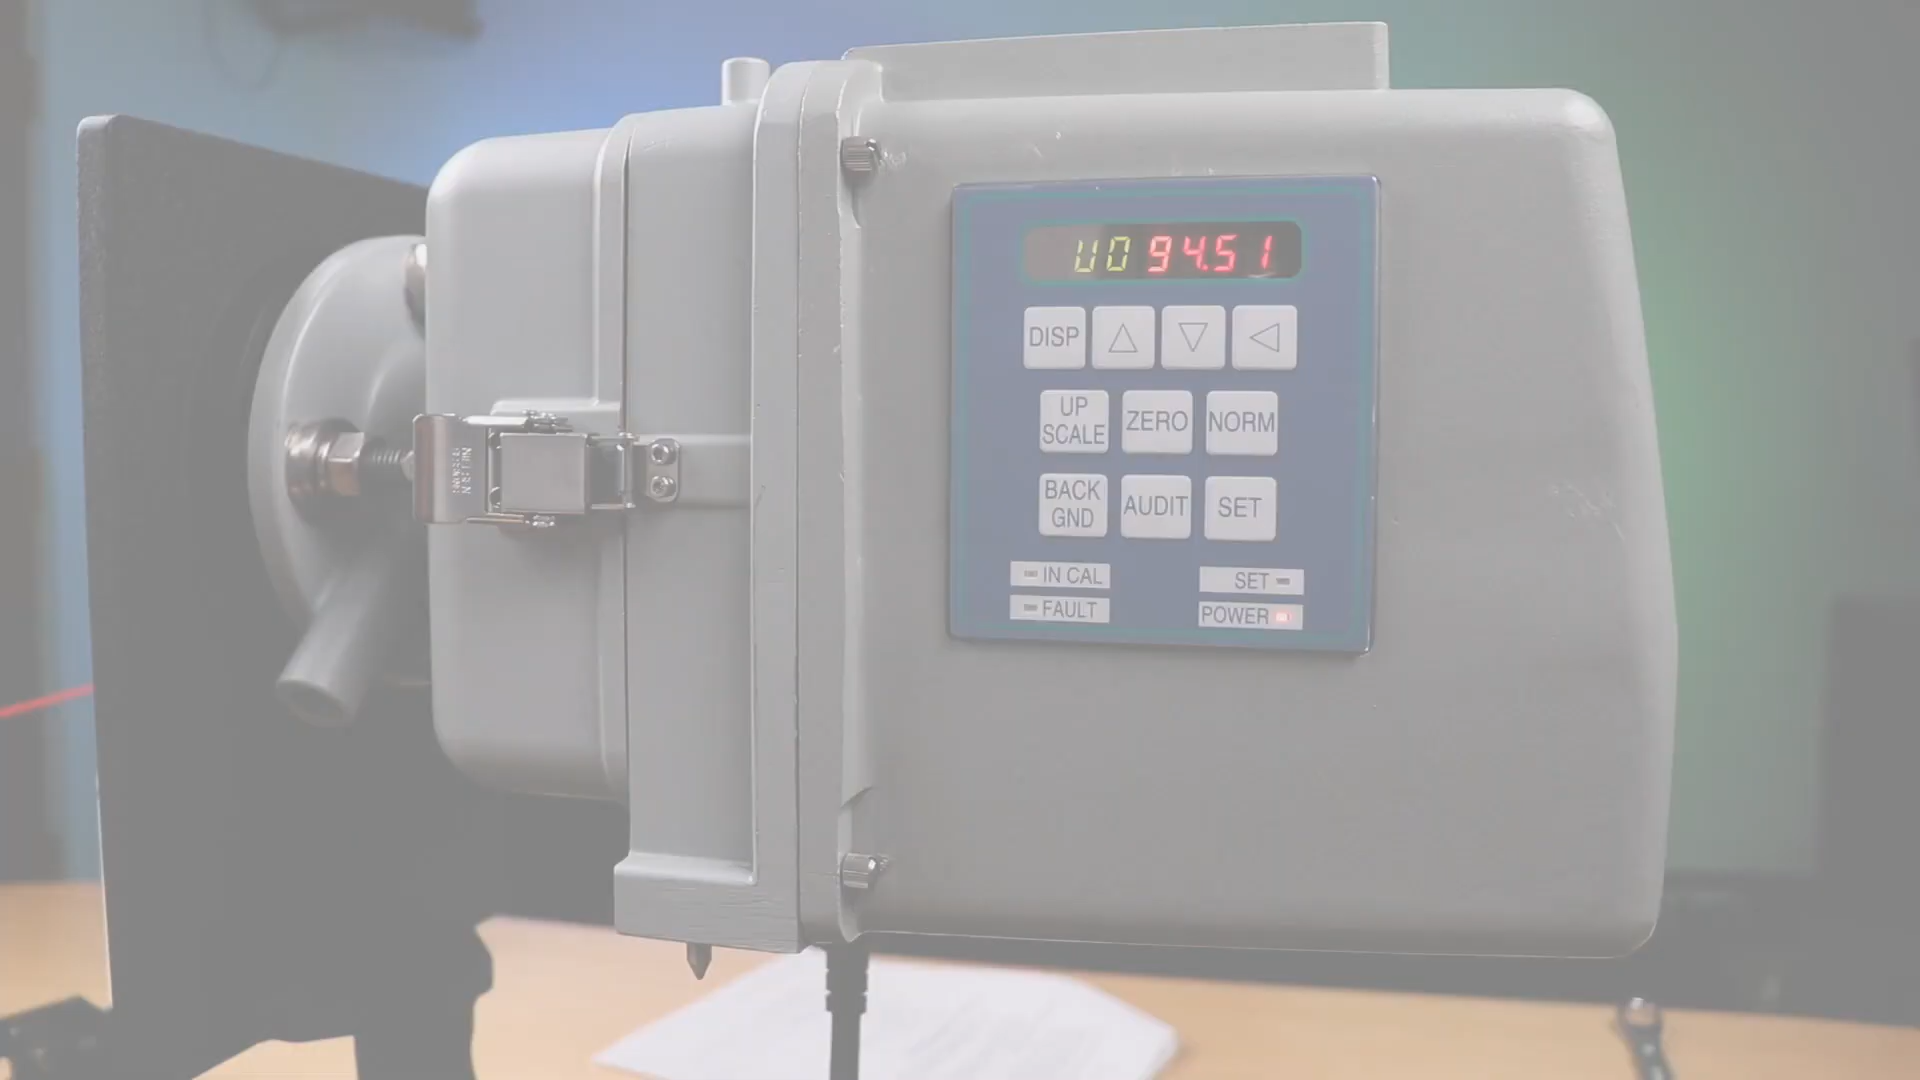 U0 94.51
DISP
UP SCALE ZERO NORM
BACK GND AUDIT SET
IN CAL SET
FAULT POWER